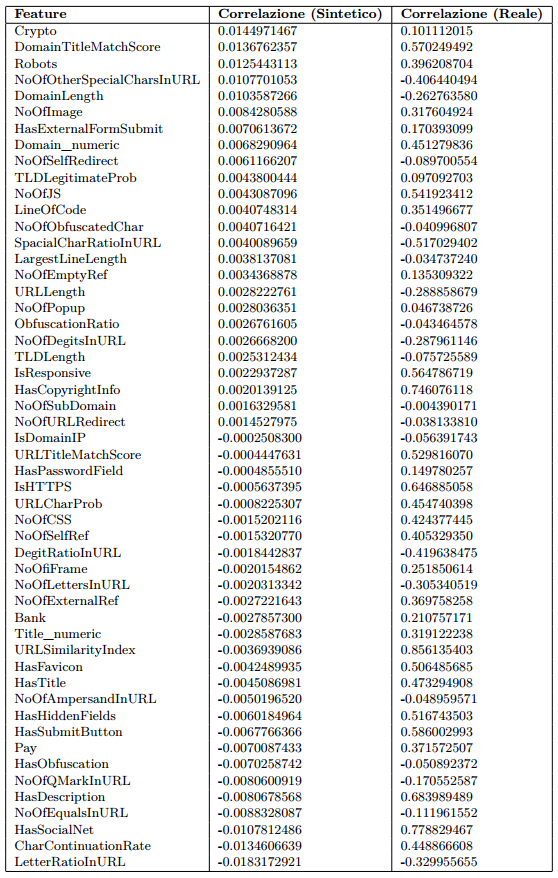 Feature Correlazione (Sintetico) Correlazione (Reale)
Crypto 0.0144971467 0.101112015
DomainTitleMatchScore 0.0136762357 0.570249492
Robots 0.0125443113 0.396208704
NoOfOtherSpecialCharsInURL 0.0107701053 -0.406440494
DomainLength 0.0103587266 -0.262763580
NoOfImage 0.0084280588 0.317604924
HasExternalFormSubmit 0.0070613672 0.170393099
Domain_numeric 0.0068290964 0.451279836
NoOfSelfRedirect 0.0061166207 -0.089700554
TLDLegitimateProb 0.0043800444 0.097092703
NoOfJS 0.0043087096 0.541923412
LineOfCode 0.0040748314 0.351496677
NoOfObfuscatedChar 0.0040716421 -0.040996807
SpacialCharRatioInURL 0.0040089659 -0.517029402
LargestLineLength 0.0038137081 -0.034737240
NoOfEmptyRef 0.0034368878 0.135309322
URLLength 0.0028222761 -0.288858679
NoOfPopup 0.0028036351 0.046738726
ObfuscationRatio 0.0026761605 -0.043464578
NoOfDegitsInURL 0.0026668200 -0.287961146
TLDLength 0.0025312434 -0.075725589
IsResponsive 0.0022937287 0.564786719
HasCopyrightInfo 0.0020139125 0.746076118
NoOfSubDomain 0.0016329581 -0.004390171
NoOfURLRedirect 0.0014527975 -0.038133810
IsDomainIP -0.0002508300 -0.056391743
URLTitleMatchScore -0.0004447631 0.529816070
HasPasswordField -0.0004855510 0.149780257
IsHTTPS -0.0005637395 0.646885058
URLCharProb -0.0008225307 0.454740398
NoOfCSS -0.0015202116 0.424377445
NoOfSelfRef -0.0015320770 0.405329350
DegitRatioInURL -0.0018442837 -0.419638475
NoOfiFrame -0.0020154862 0.251850614
NoOfLettersInURL -0.0020313342 -0.305340519
NoOfExternalRef -0.0027221643 0.369758258
Bank -0.0027857300 0.210757171
Title_numeric -0.0028587683 0.319122238
URLSimilarityIndex -0.0036939086 0.856135403
HasFavicon -0.0042489935 0.506485685
HasTitle -0.0045086981 0.473294908
NoOfAmpersandInURL -0.0050196520 -0.048959571
HasHiddenFields -0.0060184964 0.516743503
HasSubmitButton -0.0067766366 0.586002993
Pay -0.0070087433 0.371572507
HasObfuscation -0.0070258742 -0.050892372
NoOfQMarkInURL -0.0080600919 -0.170552587
HasDescription -0.0080678568 0.683989489
NoOfEqualsInURL -0.0088328087 -0.111961552
HasSocialNet -0.0107812486 0.778829467
CharContinuationRate -0.0134606639 0.448866608
LetterRatioInURL -0.0183172921 -0.329955655